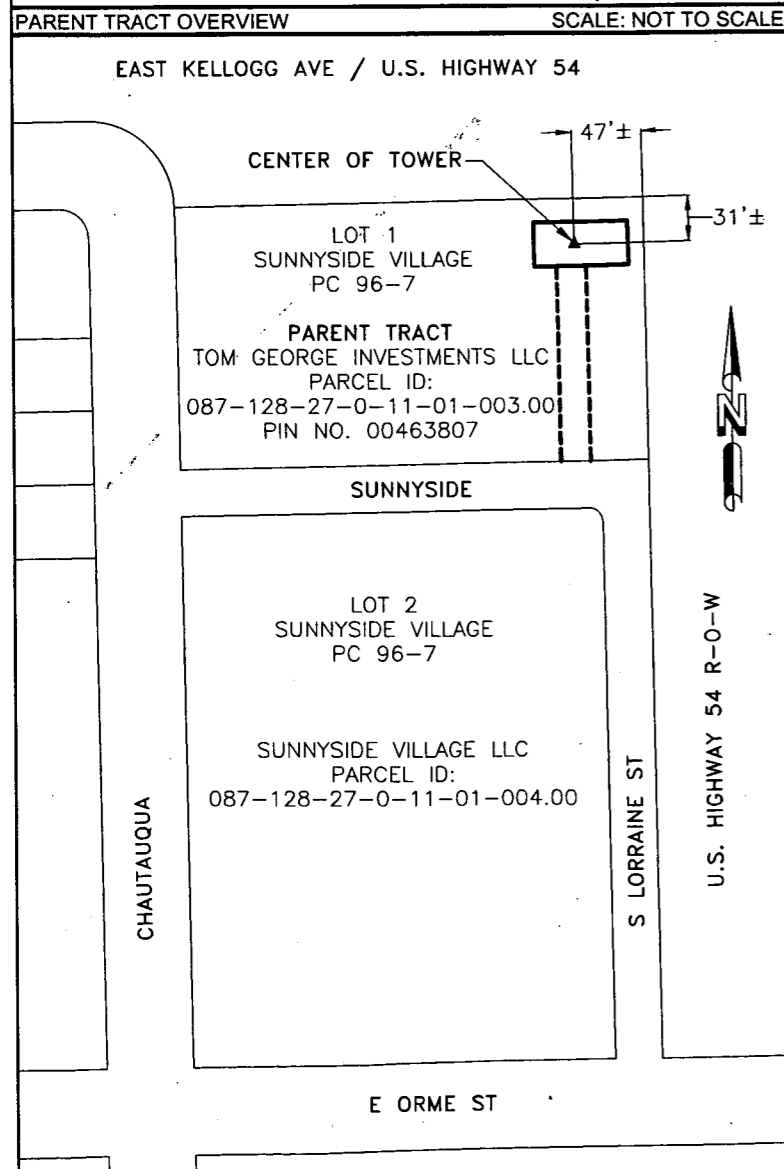 PARENT TRACT OVERVIEW SCALE: NOT TO SCALE
EAST KELLOGG AVE / U.S. HIGHWAY 54
47'±
CENTER OF TOWER
31'±
LOT 1
SUNNYSIDE VILLAGE
PC 96-7
PARENT TRACT
TOM GEORGE INVESTMENTS LLC
PARCEL ID:
087-128-27-0-11-01-003.00
PIN NO. 00463807
N
SUNNYSIDE
LOT 2
SUNNYSIDE VILLAGE
PC 96-7
SUNNYSIDE VILLAGE LLC
PARCEL ID:
087-128-27-0-11-01-004.00
CHAUTAUQUA
S LORRAINE ST
U.S. HIGHWAY 54 R-O-W
E ORME ST